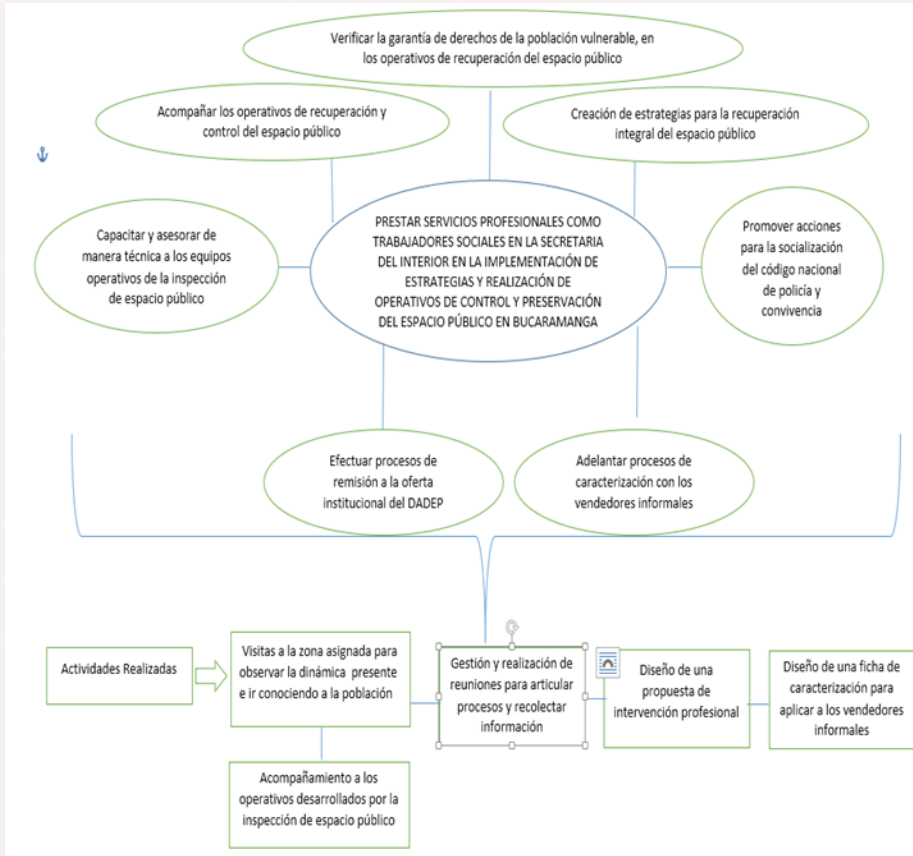 Verificar la garantía de derechos de la población vulnerable, en
los operativos de recuperación del espacio público
Acompañar los operativos de recuperación y
control del espacio público
Creación de estrategias para la recuperación
integral del espacio público
Capacitar y asesorar de
manera técnica a los equipos
operativos de la inspección
de espacio público
PRESTAR SERVICIOS PROFESIONALES COMO
TRABAJADORES SOCIALES EN LA SECRETARIA
DEL INTERIOR EN LA IMPLEMENTACIÓN DE
ESTRATEGIAS Y REALIZACIÓN DE
OPERATIVOS DE CONTROL Y PRESERVACIÓN
DEL ESPACIO PÚBLICO EN BUCARAMANGA
Promover acciones
para la socialización
del código nacional
de policía y
convivencia
Efectuar procesos de
remisión a la oferta
institucional del DADEP
Adelantar procesos de
caracterización con los
vendedores informales
Actividades Realizadas
Visitas a la zona asignada para
observar la dinámica presente
e ir conociendo a la población
Gestión y realización de
reuniones para articular
procesos y recolectar
información
Diseño de una
propuesta de
intervención profesional
Diseño de una ficha de
caracterización para
aplicar a los vendedores
informales
Acompañamiento a los
operativos desarrollados por la
inspección de espacio público